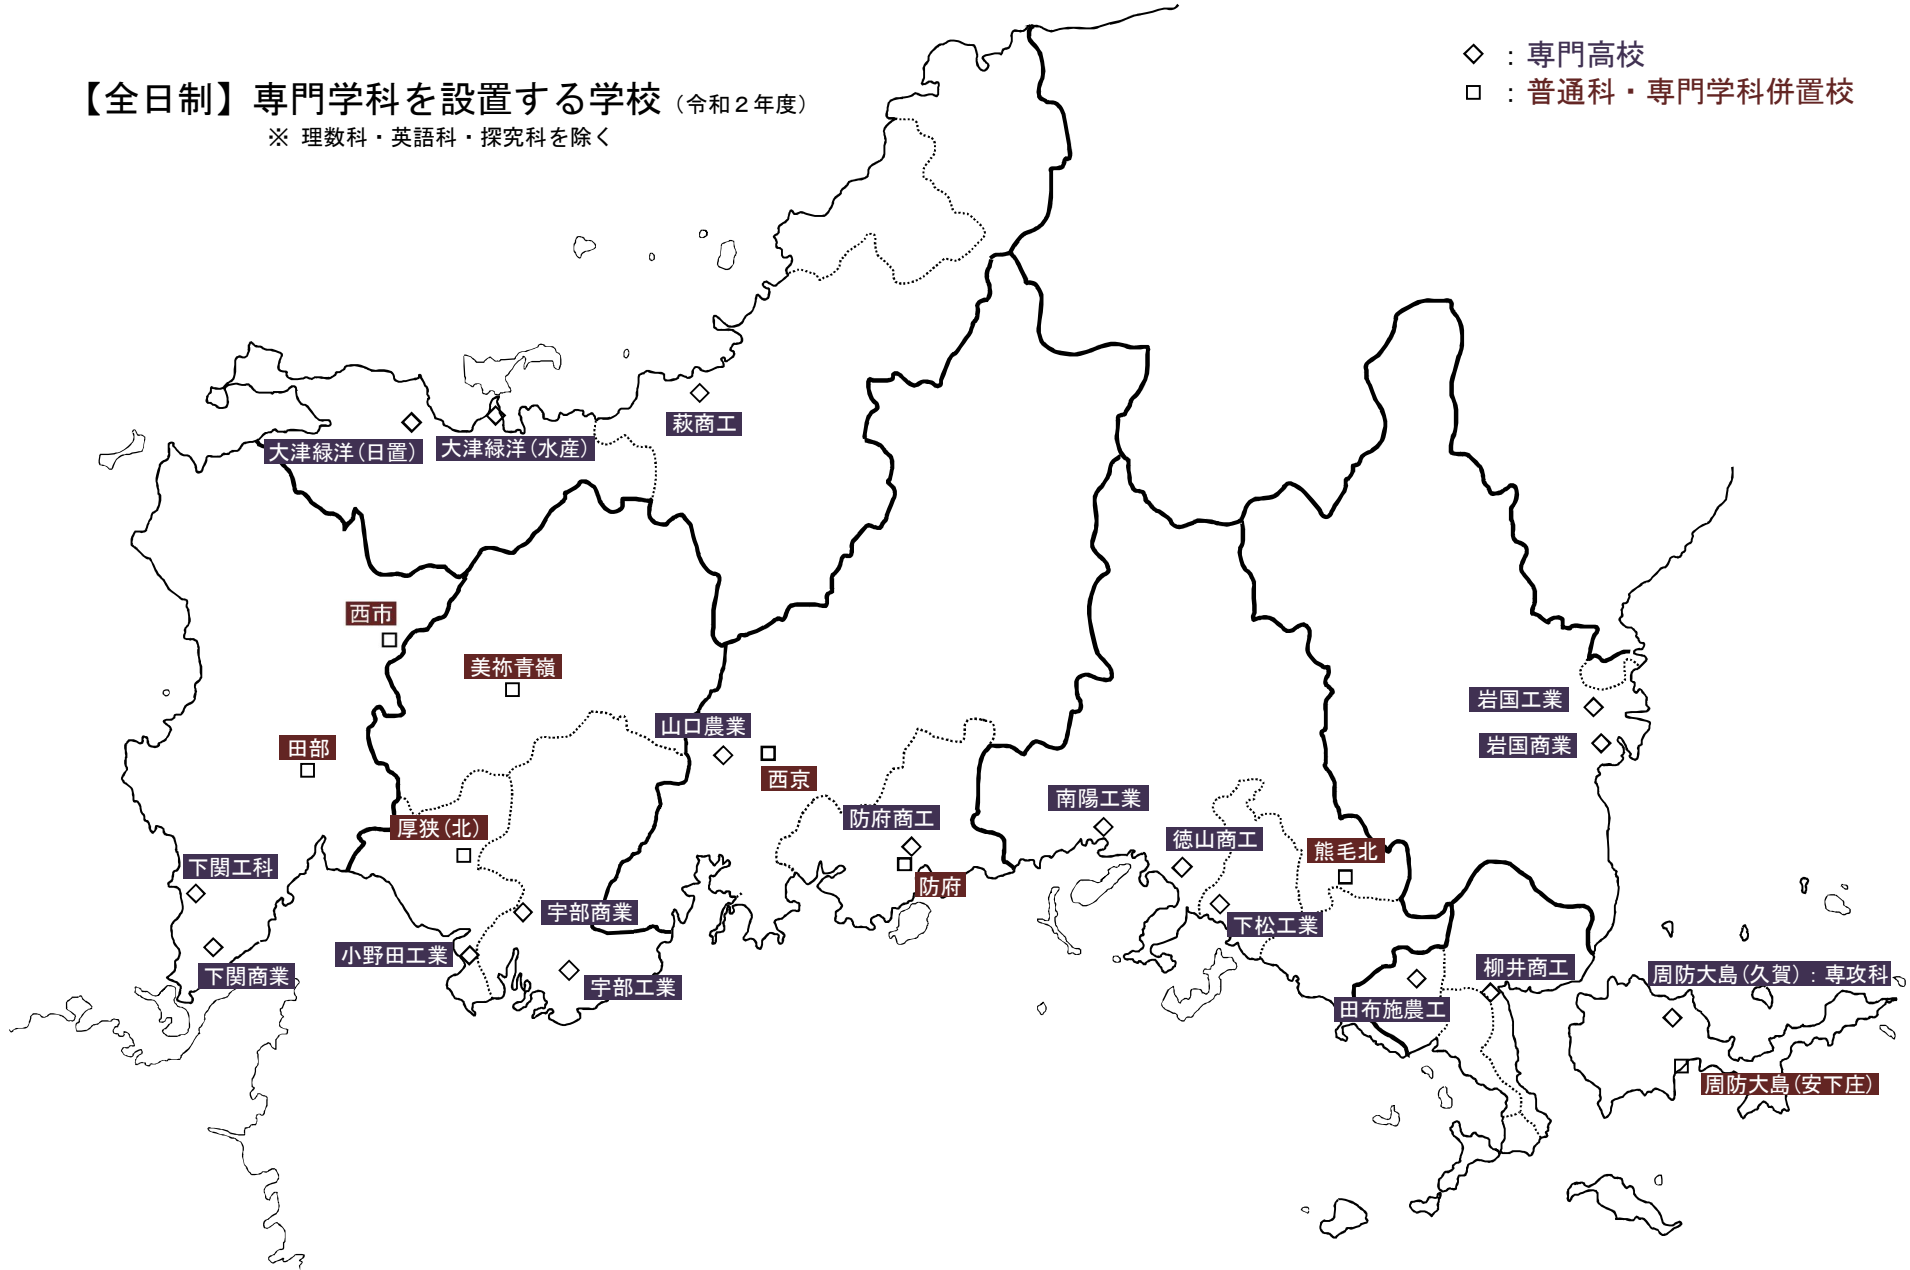 【全日制】専門学科を設置する学校（令和２年度）
※ 理数科・英語科・探究科を除く
◇ ：専門高校
□ ：普通科・専門学科併置校
萩商工
大津緑洋（日置）
大津緑洋（水産）
西市
美祢青嶺
岩国工業
山口農業
岩国商業
田部
西京
南陽工業
防府商工
厚狭（北）
徳山商工
熊毛北
下関工科
防府
宇部商業
下松工業
小野田工業
柳井商工
下関商業
周防大島（久賀）：専攻科
宇部工業
田布施農工
周防大島（安下庄）